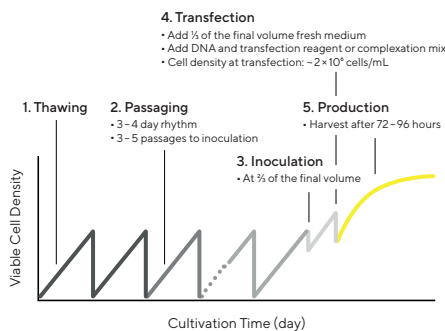 4. Transfection
• Add ⅓ of the final volume fresh medium
• Add DNA and transfection reagent or complexation mix
• Cell density at transfection: ~2×10⁶ cells/mL
1. Thawing
2. Passaging
• 3–4 day rhythm
• 3–5 passages to inoculation
5. Production
• Harvest after 72–96 hours
3. Inoculation
• At ⅔ of the final volume
Viable Cell Density
Cultivation Time (day)